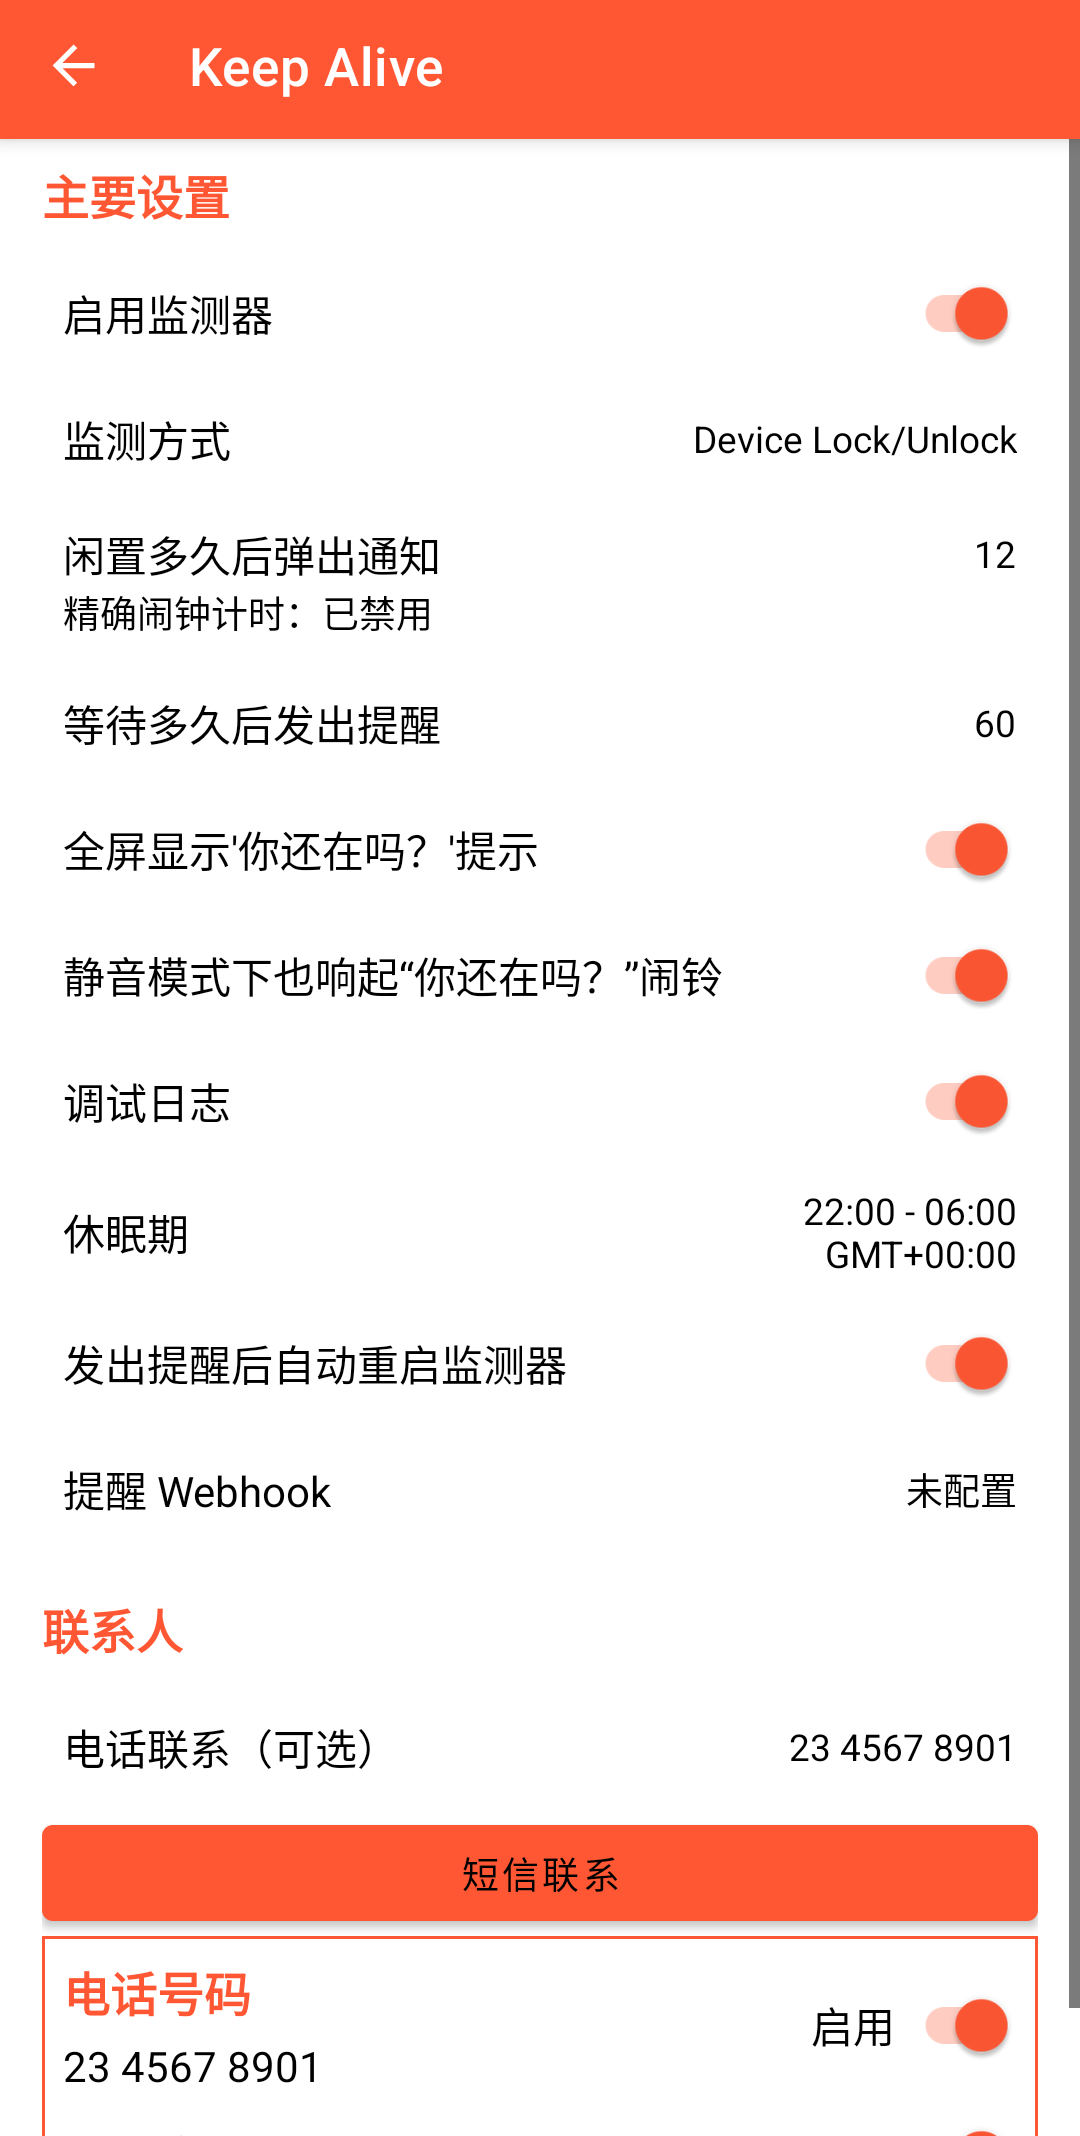 Keep Alive
主要设置
启用监测器
监测方式
Device Lock/Unlock
闲置多久后弹出通知
12
精确闹钟计时：已禁用
等待多久后发出提醒
60
全屏显示'你还在吗？'提示
静音模式下也响起“你还在吗？”闹铃
调试日志
休眠期
22:00 - 06:00
GMT+00:00
发出提醒后自动重启监测器
提醒 Webhook
未配置
联系人
电话联系（可选）
23 4567 8901
短信联系
电话号码
启用
23 4567 8901